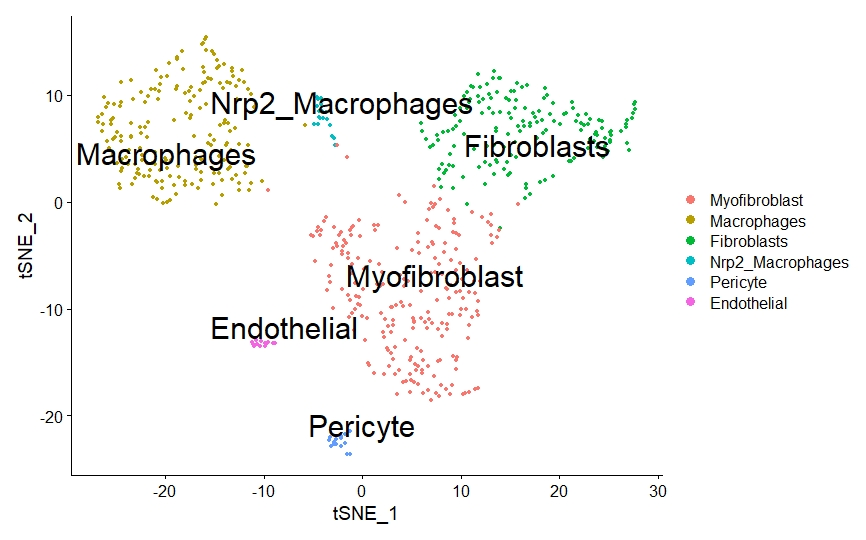 10
0
-10
-20
tSNE_2
Nrp2_Macrophages
Fibroblasts
Macrophages
Myofibroblast
Endothelial
Pericyte
-20 -10 0 10 20 30
tSNE_1
Myofibroblast
Macrophages
Fibroblasts
Nrp2_Macrophages
Pericyte
Endothelial